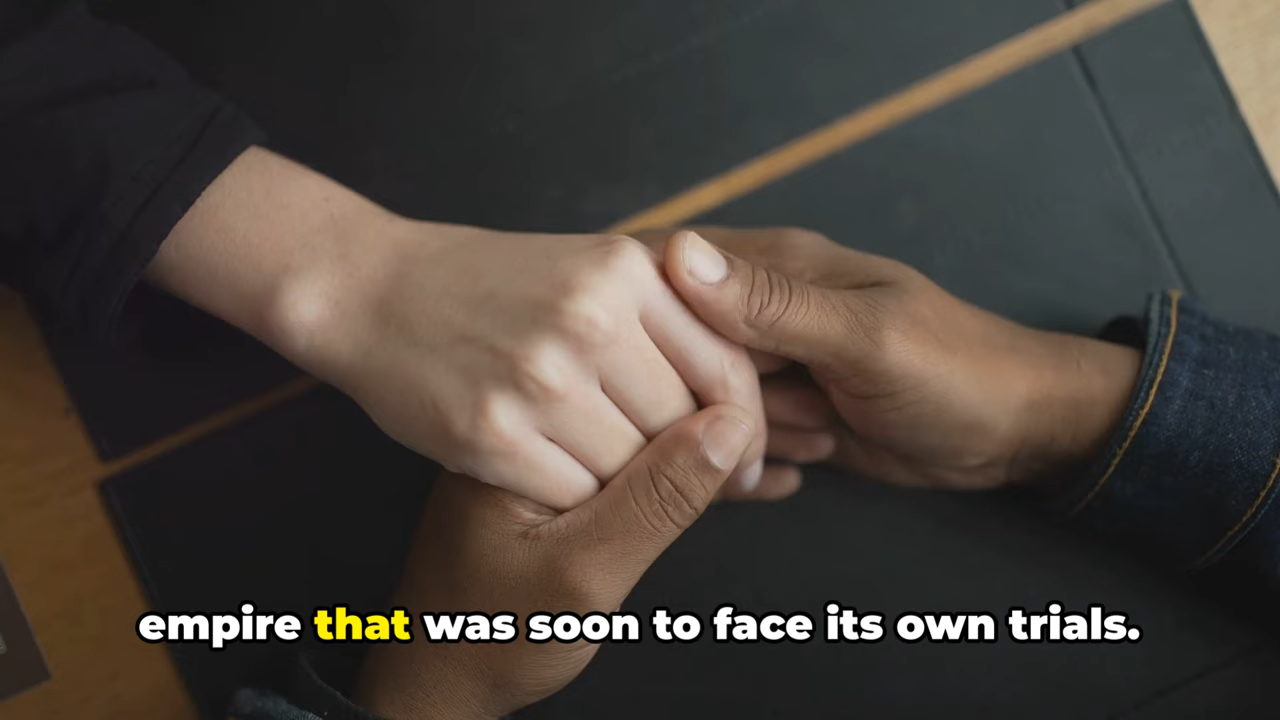 empire that was soon to face its own trials.